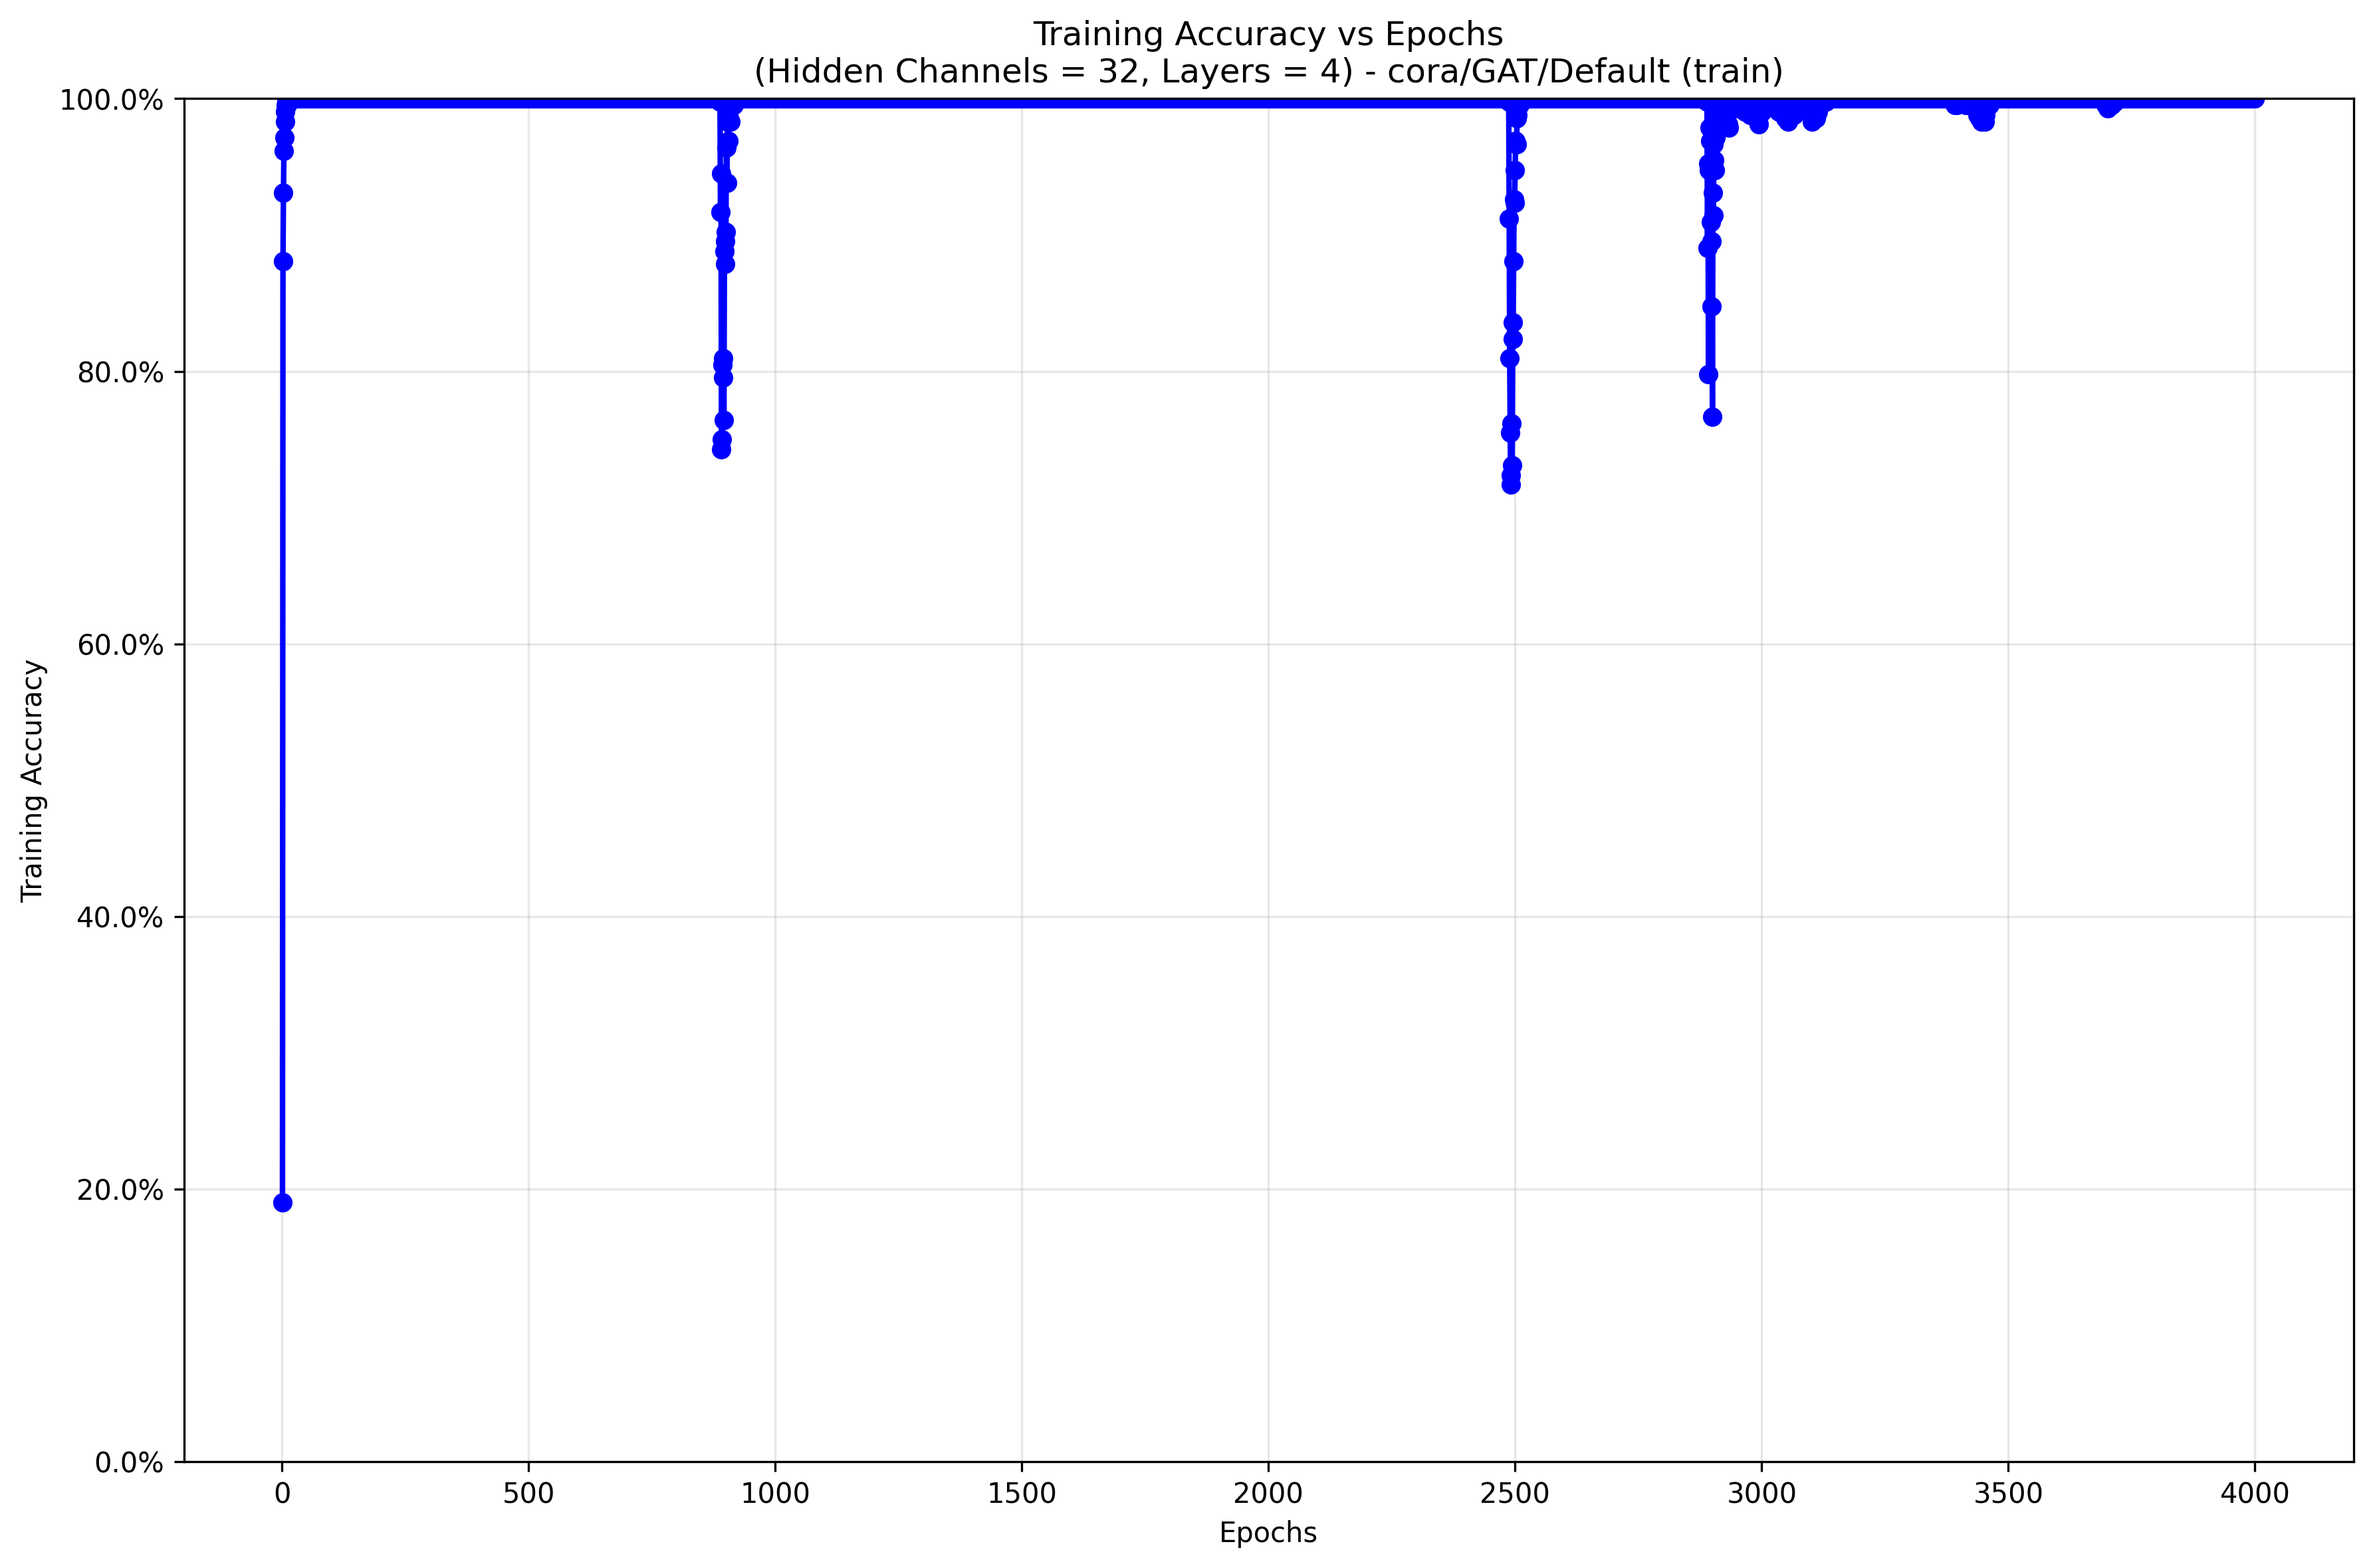 Training Accuracy vs Epochs
(Hidden Channels = 32, Layers = 4) - cora/GAT/Default (train)
100.0%
80.0%
60.0%
40.0%
20.0%
0.0%
Training Accuracy
0 500 1000 1500 2000 2500 3000 3500 4000
Epochs